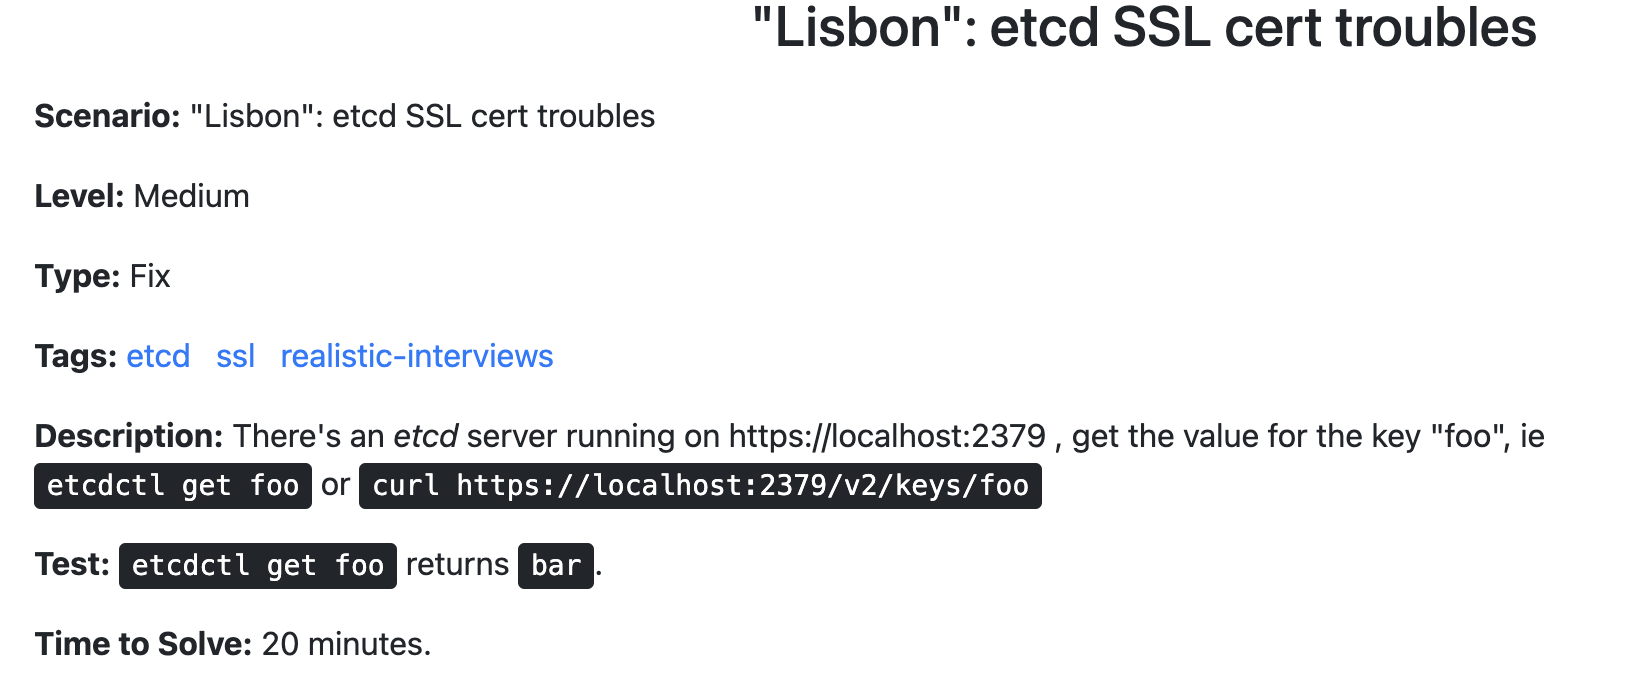 "Lisbon": etcd SSL cert troubles
Scenario: "Lisbon": etcd SSL cert troubles
Level: Medium
Type: Fix
Tags: etcd ssl realistic-interviews
Description: There's an etcd server running on https://localhost:2379 , get the value for the key "foo", ie
etcdctl get foo or curl https://localhost:2379/v2/keys/foo
Test: etcdctl get foo returns bar.
Time to Solve: 20 minutes.